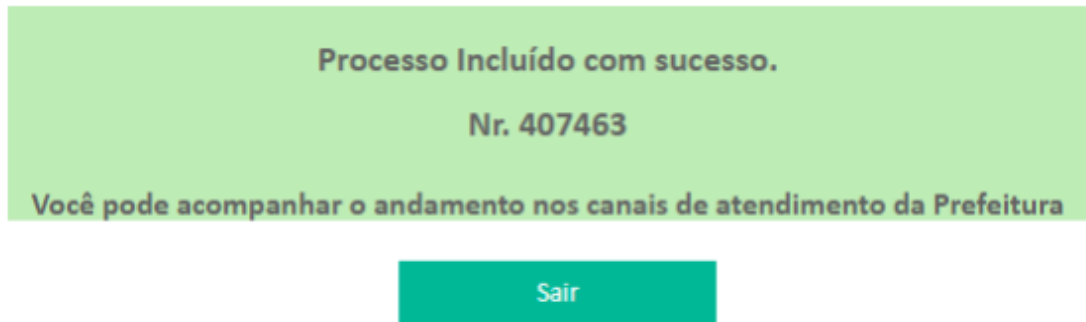 Processo Incluído com sucesso.
Nr. 407463
Você pode acompanhar o andamento nos canais de atendimento da Prefeitura
Sair